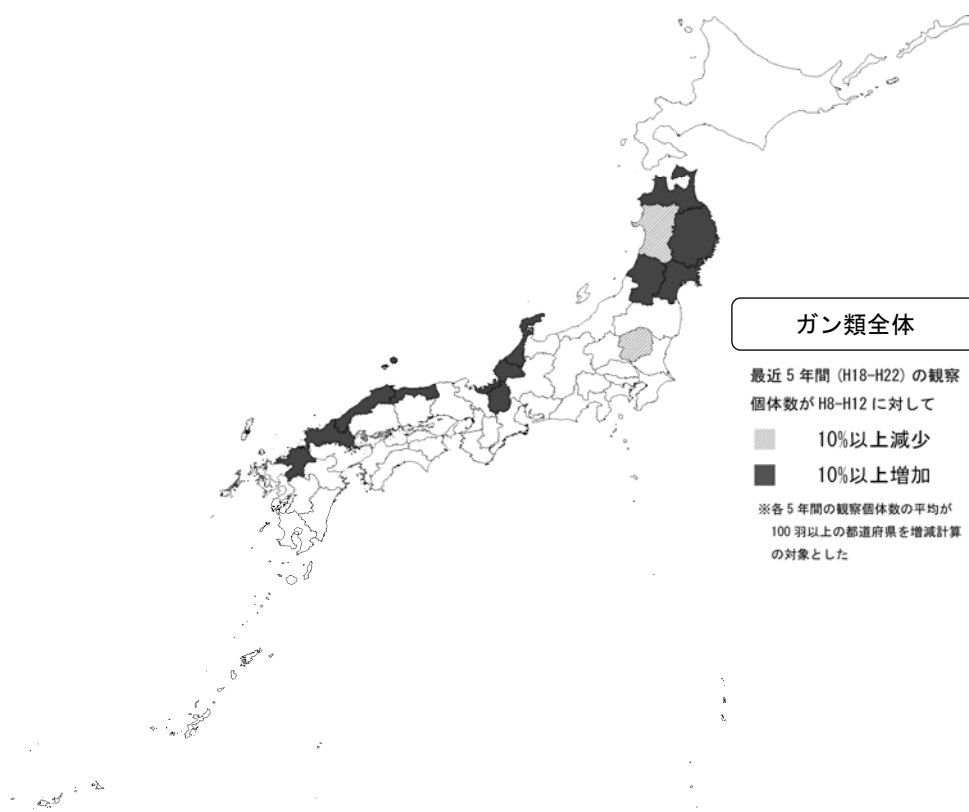 ガン類全体
最近5年間(H18-H22)の観察
個体数がH8-H12に対して
10%以上減少
10%以上増加
※各5年間の観察個体数の平均が
100羽以上の都道府県を増減計算
の対象とした